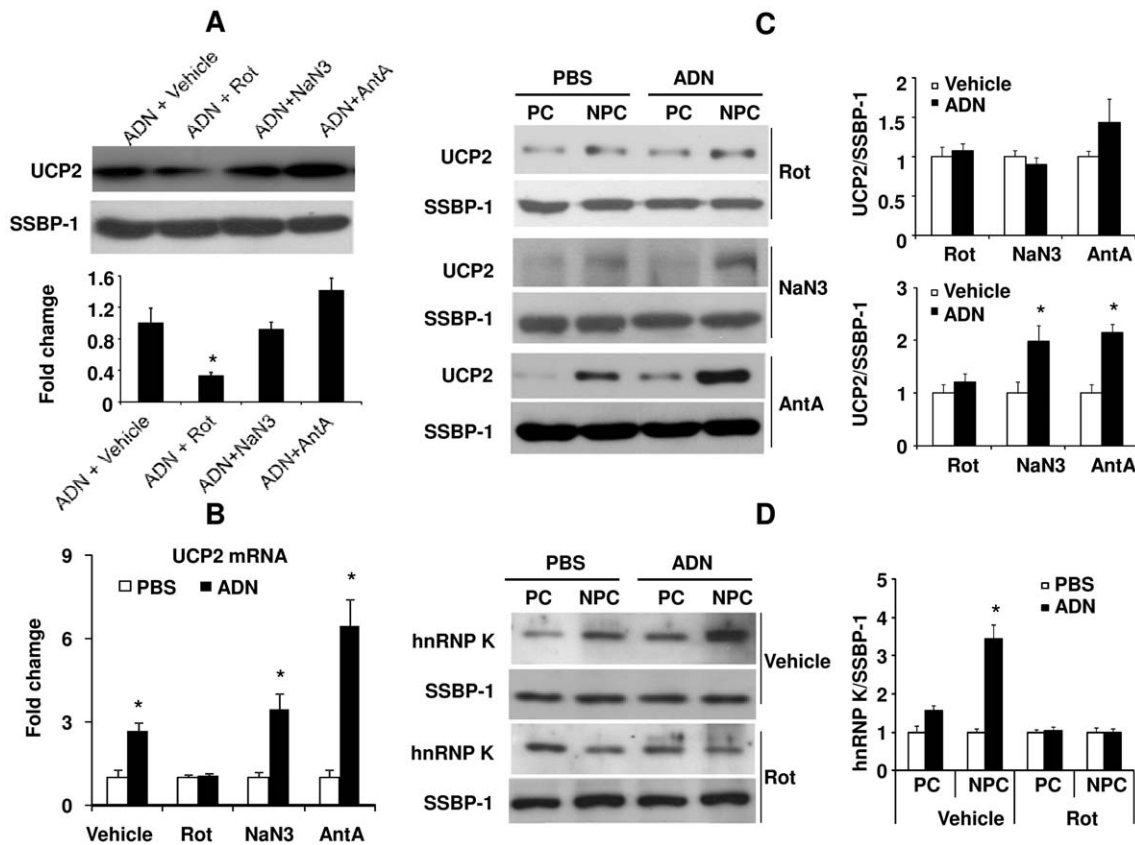 A
ADN + Vehicle
ADN + Rot
ADN+NaN3
ADN+AntA
UCP2
SSBP-1
Fold chamge
1.6
1.2
0.8
0.4
0
*
ADN + Vehicle
ADN + Rot
ADN+NaN3
ADN+AntA
B
UCP2 mRNA
PBS
ADN
Fold chamge
9
6
3
0
*
*
*
Vehicle
Rot
NaN3
AntA
C
PBS
ADN
PC
NPC
PC
NPC
UCP2
SSBP-1
Rot
UCP2
SSBP-1
NaN3
UCP2
SSBP-1
AntA
Vehicle
ADN
UCP2/SSBP-1
2
1.5
1
0.5
0
Rot
NaN3
AntA
Vehicle
ADN
UCP2/SSBP-1
3
2
1
0
*
*
Rot
NaN3
AntA
D
PBS
ADN
PC
NPC
PC
NPC
hnRNP K
SSBP-1
Vehicle
hnRNP K
SSBP-1
Rot
PBS
ADN
hnRNP K/SSBP-1
5
4
3
2
1
0
*
PC
NPC
PC
NPC
Vehicle
Rot